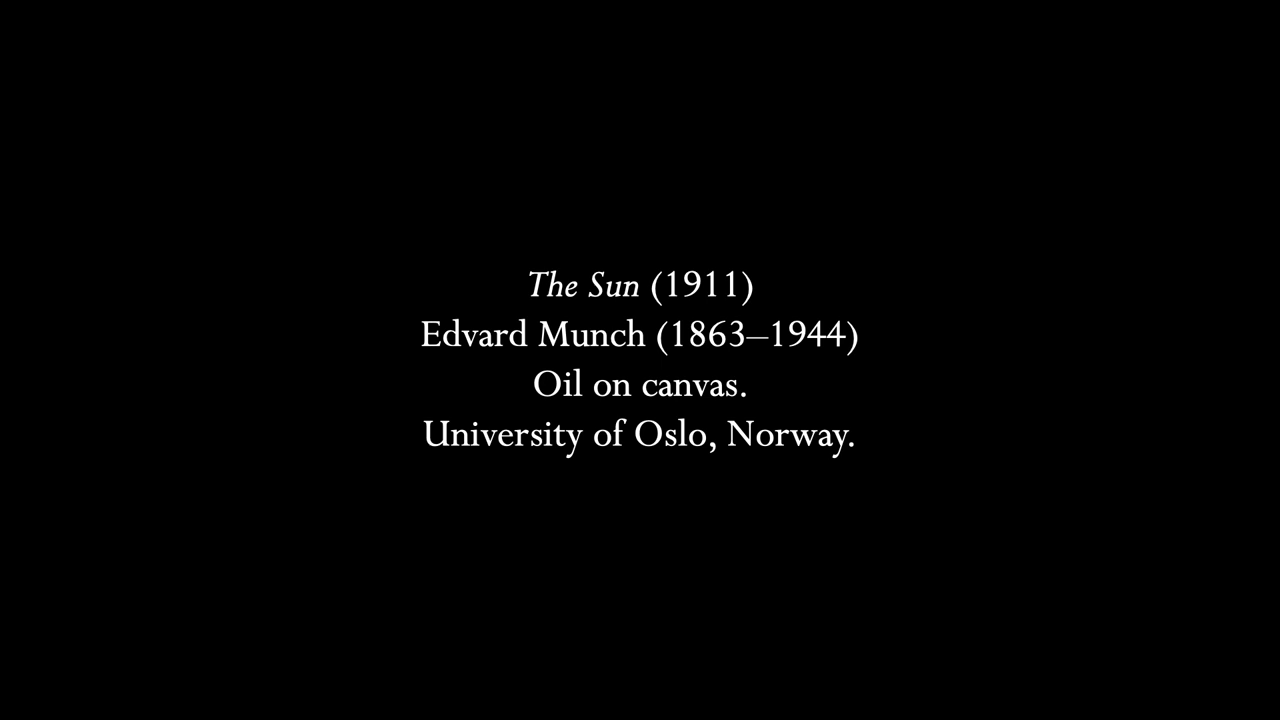 The Sun (1911)
Edvard Munch (1863–1944)
Oil on canvas.
University of Oslo, Norway.